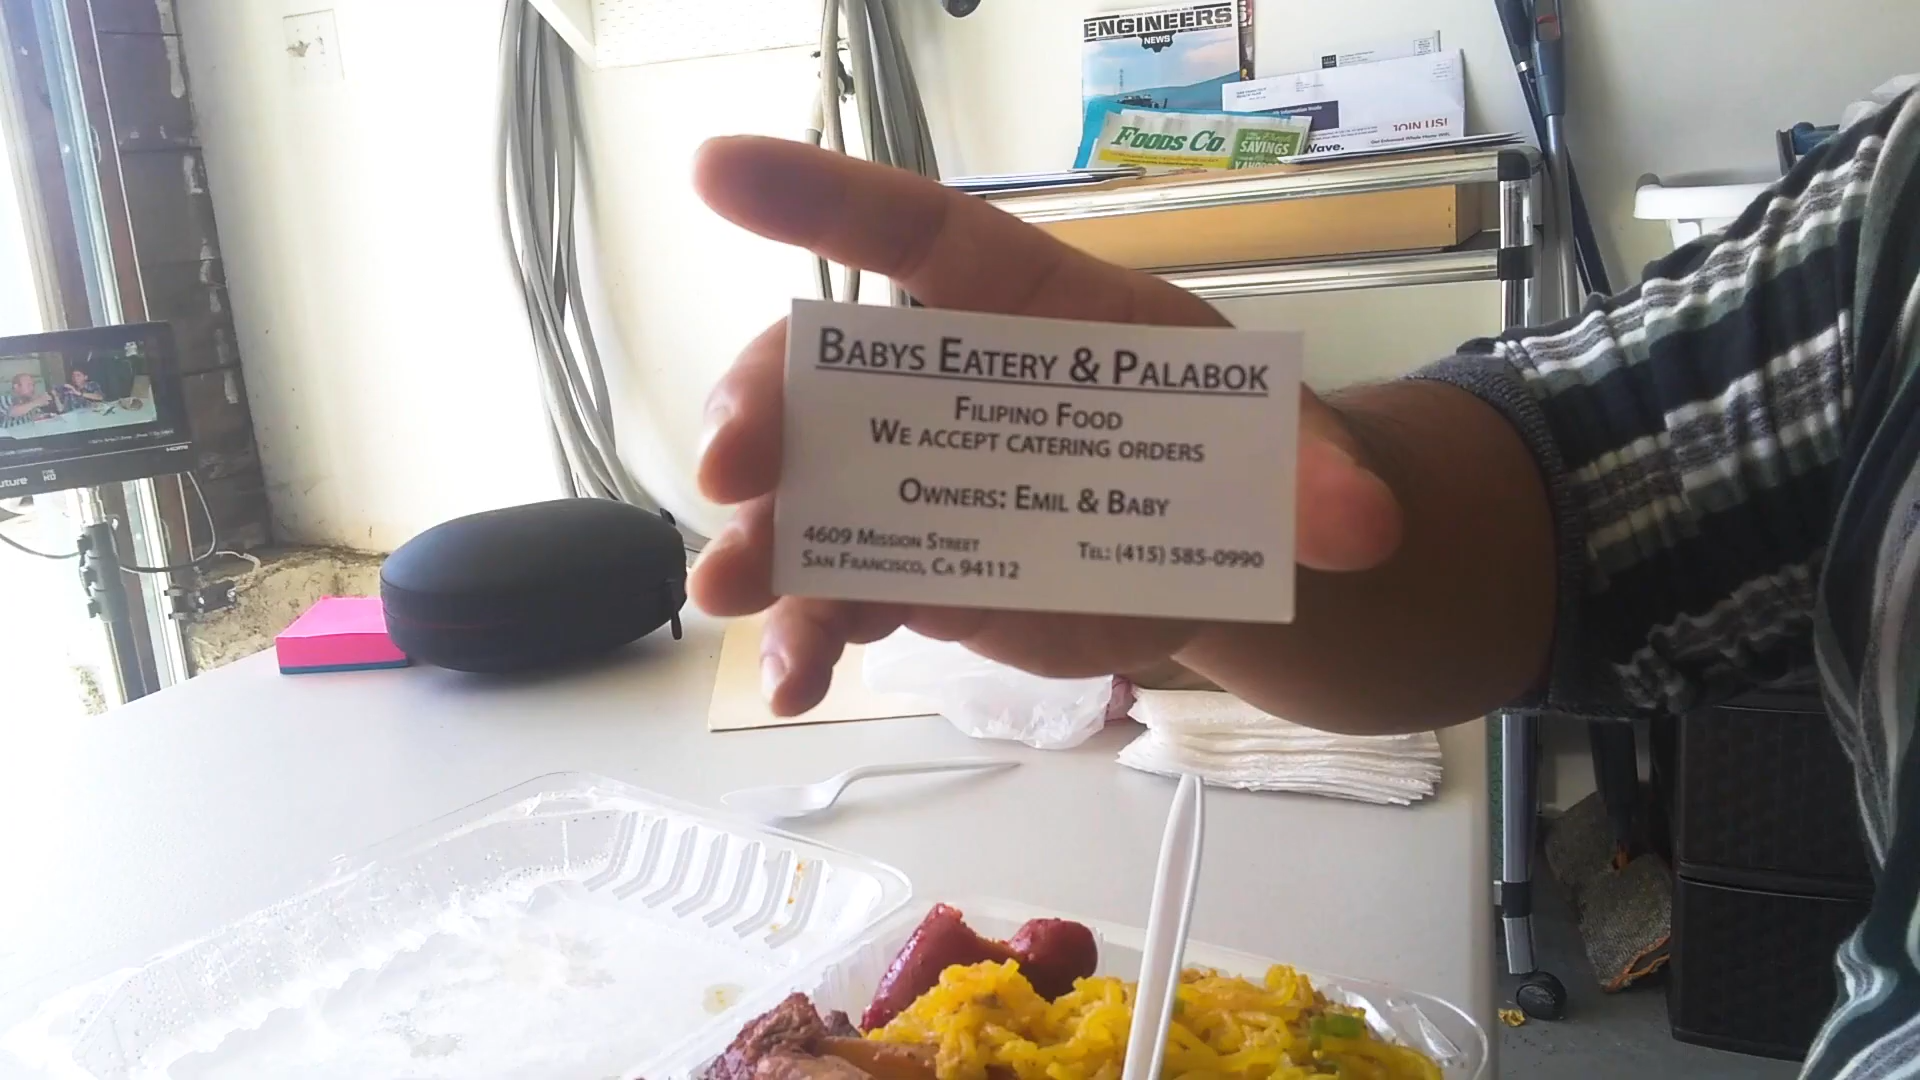 ENGINEERS
NEWS
FOODS CO.
SAVINGS
JOIN US!
Wave.
BABYS EATERY & PALABOK
FILIPINO FOOD
WE ACCEPT CATERING ORDERS
OWNERS: EMIL & BABY
4609 MISSION STREET
SAN FRANCISCO, CA 94112
TEL: (415) 585-0990
HDMI